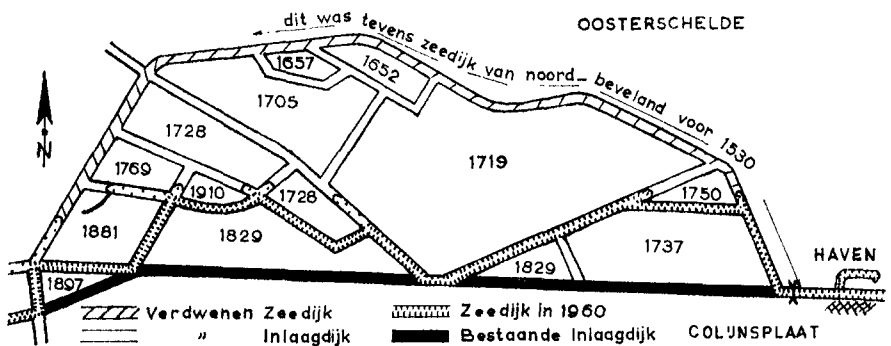 OOSTERSCHELDE
dit was tevens zeedijk van noord-beveland voor 1530
1657
1652
1705
1728
1719
N
1769
1910
1728
1750
1881
1829
1737
1829
HAVEN
1897
Verdwenen Zeedijk
Zeedijk in 1960
" Inlaagdijk
Bestaande Inlaagdijk
COLIJNSPLAAT